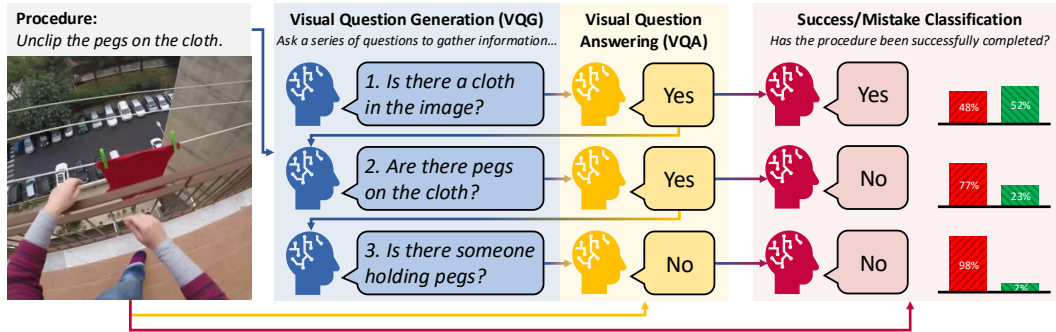 Procedure:
Unclip the pegs on the cloth.
Visual Question Generation (VQG)
Ask a series of questions to gather information…
Visual Question
Answering (VQA)
Success/Mistake Classification
Has the procedure been successfully completed?
1. Is there a cloth
in the image?
Yes
Yes
48%
52%
2. Are there pegs
on the cloth?
Yes
No
77%
23%
3. Is there someone
holding pegs?
No
No
98%
2%